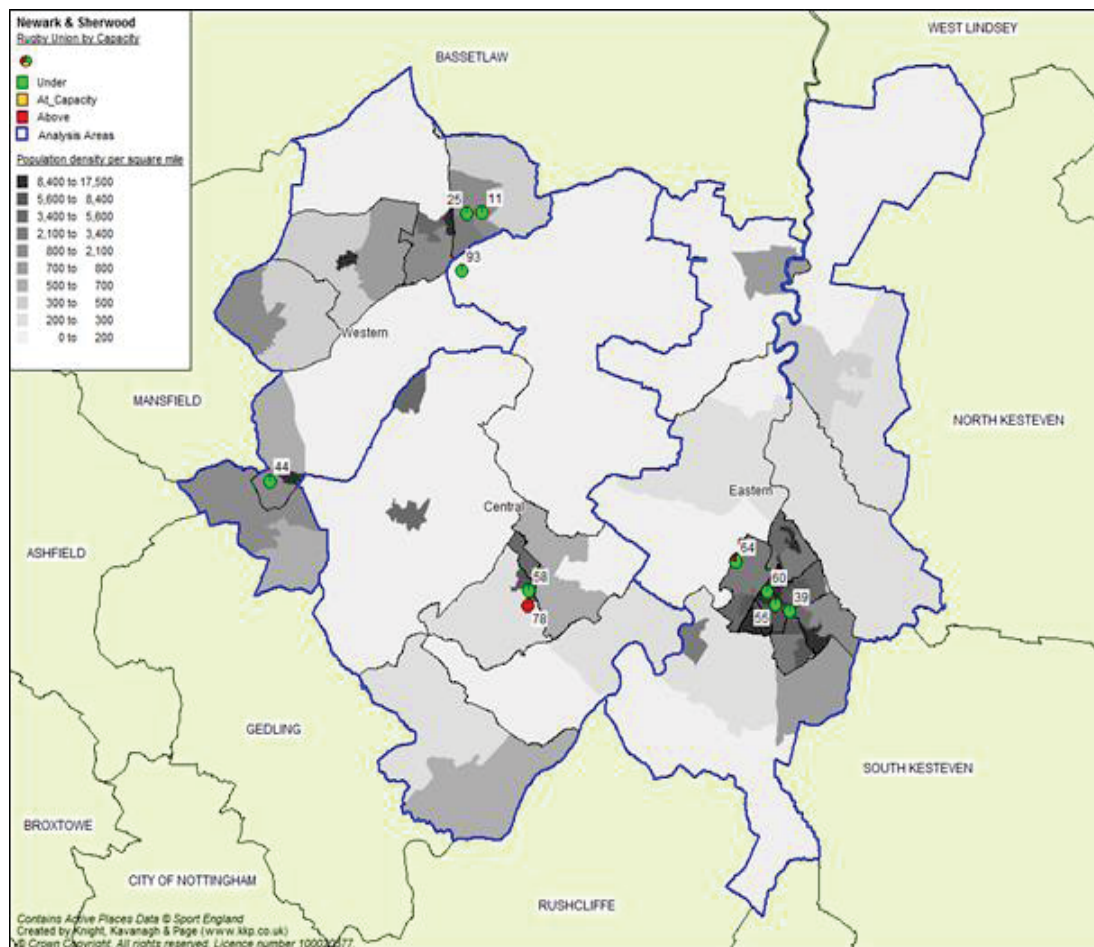 Newark & Sherwood
Rugby Union by Capacity
Under
At_Capacity
Above
Analysis Areas
Population density per square mile
8,400 to 17,500
5,600 to 8,400
3,400 to 5,600
2,100 to 3,400
800 to 2,100
700 to 800
500 to 700
300 to 500
200 to 300
0 to 200
WEST LINDSEY
BASSETLAW
25
11
93
Western
MANSFIELD
NORTH KESTEVEN
44
Eastern
Central
ASHFIELD
64
58
60
78
55
39
GEDLING
SOUTH KESTEVEN
BROXTOWE
CITY OF NOTTINGHAM
RUSHCLIFFE
Contains Active Places Data © Sport England
Created by Knight, Kavanagh & Page (www.kkp.co.uk)
© Crown Copyright. All rights reserved. Licence number 100020577.